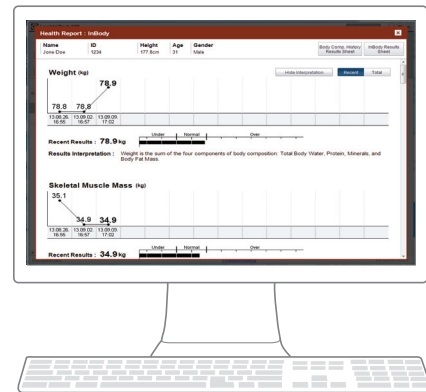 Health Report : InBody
Name ID Height Age Gender
Jane Doe 1234 177.8cm 31 Male
Body Comp. History Results Sheet
InBody Results Sheet
Weight (kg)
Hide Interpretation Recent Total
78.9
78.8 78.8
13.08.26. 13.09.02. 13.09.09.
16:55 16:57 17:02
Under Normal Over
Recent Results : 78.9 kg
Results Interpretation : Weight is the sum of the four components of body composition: Total Body Water, Protein, Minerals, and
Body Fat Mass.
Skeletal Muscle Mass (kg)
35.1
34.9 34.9
13.08.26. 13.09.02. 13.09.09.
16:55 16:57 17:02
Under Normal Over
Recent Results : 34.9 kg